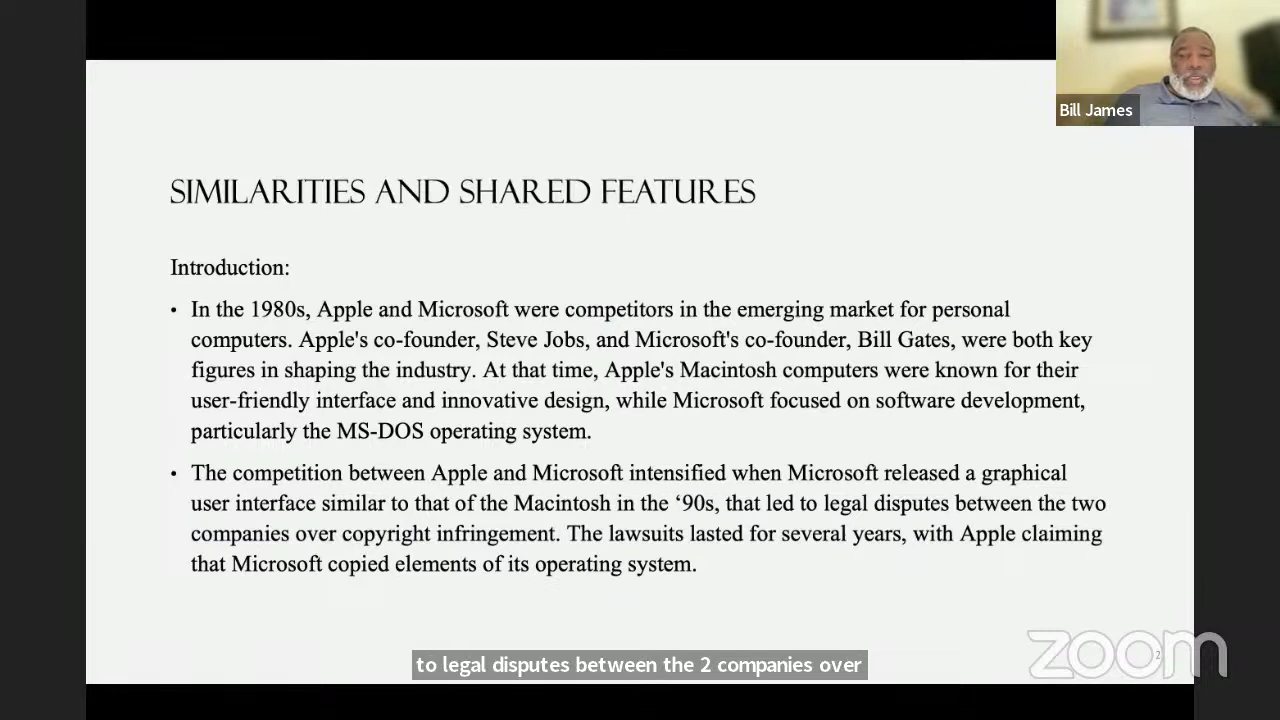 Bill James
SIMILARITIES AND SHARED FEATURES
Introduction:
• In the 1980s, Apple and Microsoft were competitors in the emerging market for personal
computers. Apple's co-founder, Steve Jobs, and Microsoft's co-founder, Bill Gates, were both key
figures in shaping the industry. At that time, Apple's Macintosh computers were known for their
user-friendly interface and innovative design, while Microsoft focused on software development,
particularly the MS-DOS operating system.
• The competition between Apple and Microsoft intensified when Microsoft released a graphical
user interface similar to that of the Macintosh in the ‘90s, that led to legal disputes between the two
companies over copyright infringement. The lawsuits lasted for several years, with Apple claiming
that Microsoft copied elements of its operating system.
to legal disputes between the 2 companies over
zoom
2